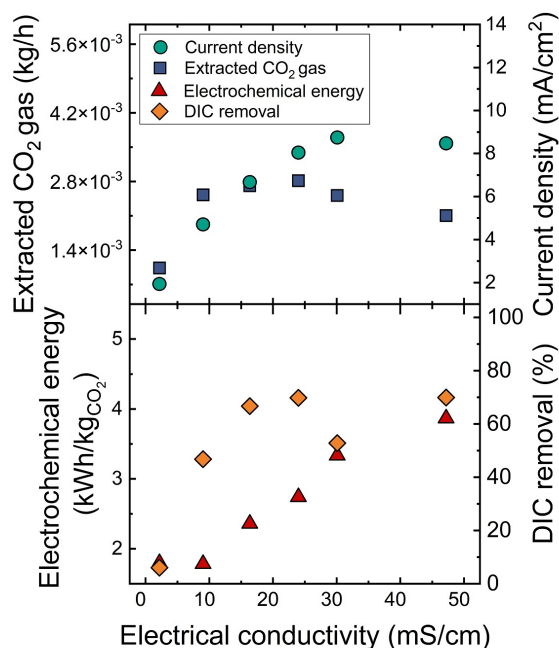 Extracted CO₂ gas (kg/h)
5.6×10⁻³
4.2×10⁻³
2.8×10⁻³
1.4×10⁻³
Current density
Extracted CO₂ gas
Electrochemical energy
DIC removal
14
12
10
8
6
4
2
Current density (mA/cm²)
Electrochemical energy
(kWh/kg_CO₂)
5
4
3
2
100
80
60
40
20
0
DIC removal (%)
0 10 20 30 40 50
Electrical conductivity (mS/cm)